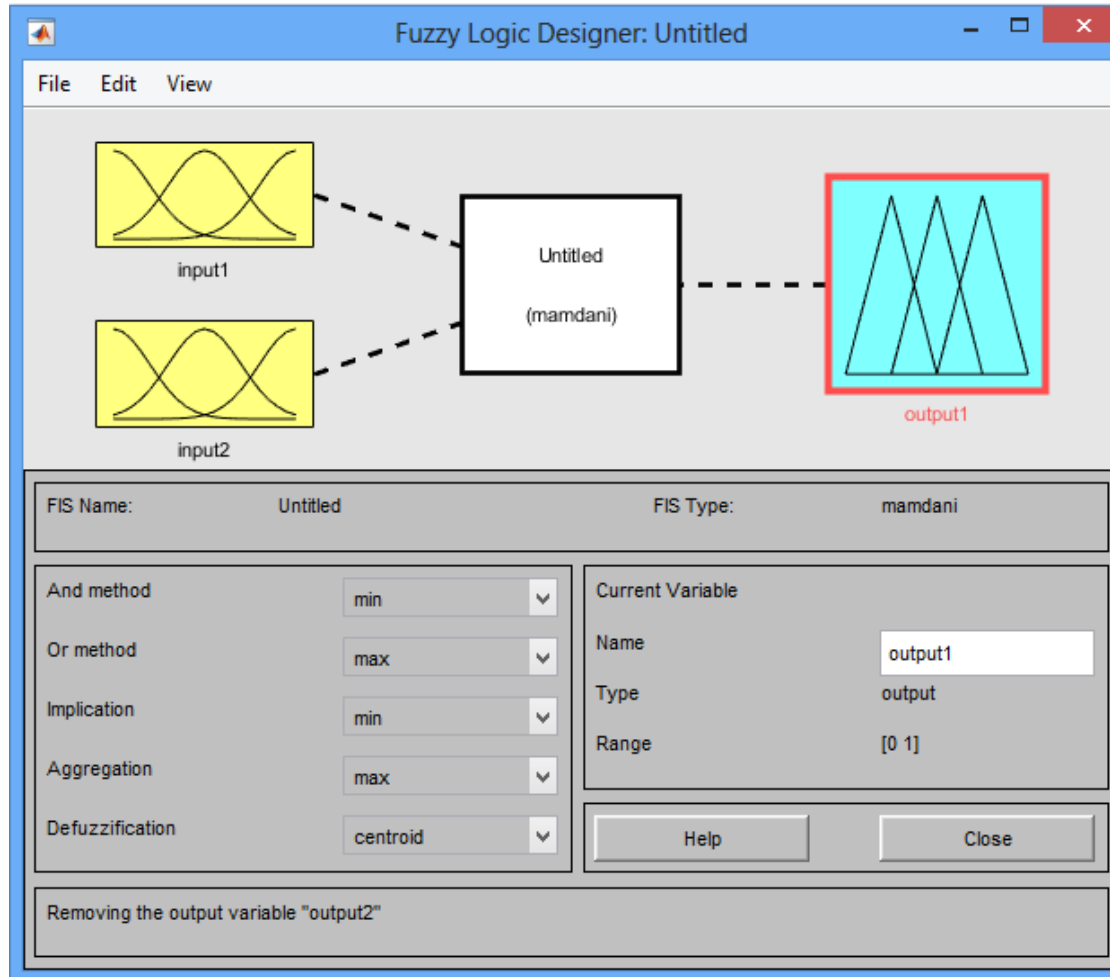 Fuzzy Logic Designer: Untitled
File Edit View
input1
input2
Untitled
(mamdani)
output1
FIS Name: Untitled FIS Type: mamdani
And method min
Or method max
Implication min
Aggregation max
Defuzzification centroid
Current Variable
Name output1
Type output
Range [0 1]
Help Close
Removing the output variable "output2"